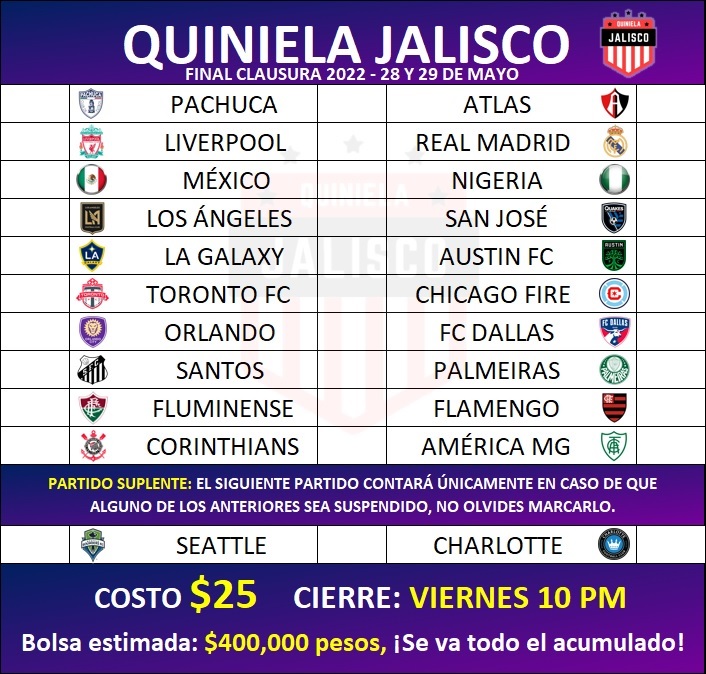 QUINIELA JALISCO
FINAL CLAUSURA 2022 - 28 Y 29 DE MAYO
QUINIELA
JALISCO
PACHUCA ATLAS
LIVERPOOL REAL MADRID
MÉXICO NIGERIA
LOS ÁNGELES SAN JOSÉ
LA GALAXY AUSTIN FC
TORONTO FC CHICAGO FIRE
ORLANDO FC DALLAS
SANTOS PALMEIRAS
FLUMINENSE FLAMENGO
CORINTHIANS AMÉRICA MG
QUINIELA
JALISCO
PARTIDO SUPLENTE: EL SIGUIENTE PARTIDO CONTARÁ ÚNICAMENTE EN CASO DE QUE
ALGUNO DE LOS ANTERIORES SEA SUSPENDIDO, NO OLVIDES MARCARLO.
SEATTLE CHARLOTTE
COSTO $25 CIERRE: VIERNES 10 PM
Bolsa estimada: $400,000 pesos, ¡Se va todo el acumulado!